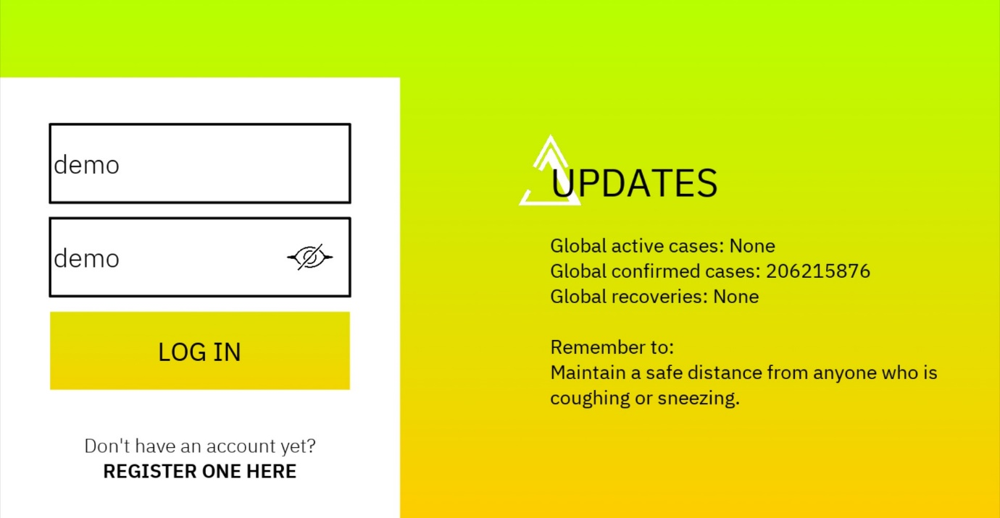 demo
demo
LOG IN
Don't have an account yet?
REGISTER ONE HERE
UPDATES
Global active cases: None
Global confirmed cases: 206215876
Global recoveries: None
Remember to:
Maintain a safe distance from anyone who is
coughing or sneezing.